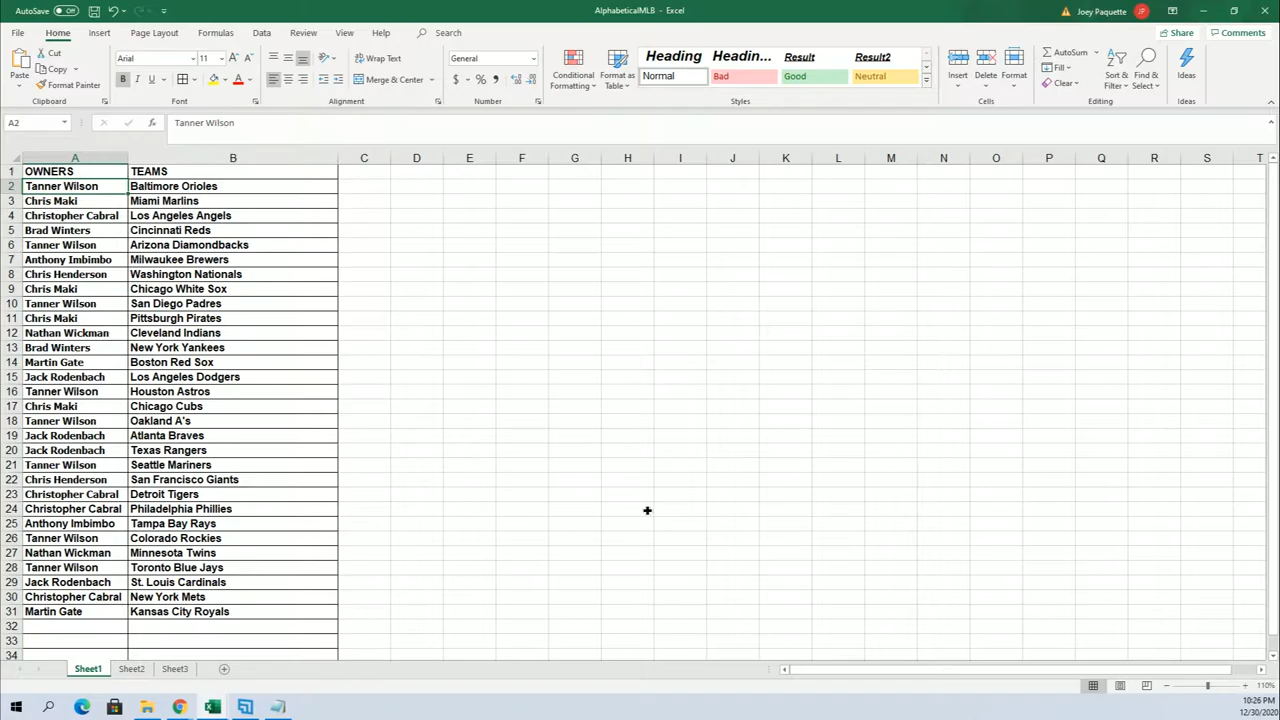 AutoSave Off AlphabeticalMLB - Excel Joey Paquette JP
File Home Insert Page Layout Formulas Data Review View Help Search Share Comments
Paste Cut Copy Format Painter Clipboard
Arial 11 B I U A Font
ab Wrap Text Merge & Center Alignment
General $ % , Number
Conditional Formatting Format as Table
Heading Headin... Result Result2
Normal Bad Good Neutral
Styles
Insert Delete Format Cells
AutoSum Fill Clear Sort & Filter Find & Select Editing
Ideas Ideas
A2 fx Tanner Wilson
A B C D E F G H I J K L M N O P Q R S T
1 OWNERS TEAMS
2 Tanner Wilson Baltimore Orioles
3 Chris Maki Miami Marlins
4 Christopher Cabral Los Angeles Angels
5 Brad Winters Cincinnati Reds
6 Tanner Wilson Arizona Diamondbacks
7 Anthony Imbimbo Milwaukee Brewers
8 Chris Henderson Washington Nationals
9 Chris Maki Chicago White Sox
10 Tanner Wilson San Diego Padres
11 Chris Maki Pittsburgh Pirates
12 Nathan Wickman Cleveland Indians
13 Brad Winters New York Yankees
14 Martin Gate Boston Red Sox
15 Jack Rodenbach Los Angeles Dodgers
16 Tanner Wilson Houston Astros
17 Chris Maki Chicago Cubs
18 Tanner Wilson Oakland A's
19 Jack Rodenbach Atlanta Braves
20 Jack Rodenbach Texas Rangers
21 Tanner Wilson Seattle Mariners
22 Chris Henderson San Francisco Giants
23 Christopher Cabral Detroit Tigers
24 Christopher Cabral Philadelphia Phillies
25 Anthony Imbimbo Tampa Bay Rays
26 Tanner Wilson Colorado Rockies
27 Nathan Wickman Minnesota Twins
28 Tanner Wilson Toronto Blue Jays
29 Jack Rodenbach St. Louis Cardinals
30 Christopher Cabral New York Mets
31 Martin Gate Kansas City Royals
32
33
34
Sheet1 Sheet2 Sheet3
110%
10:26 PM
12/30/2020